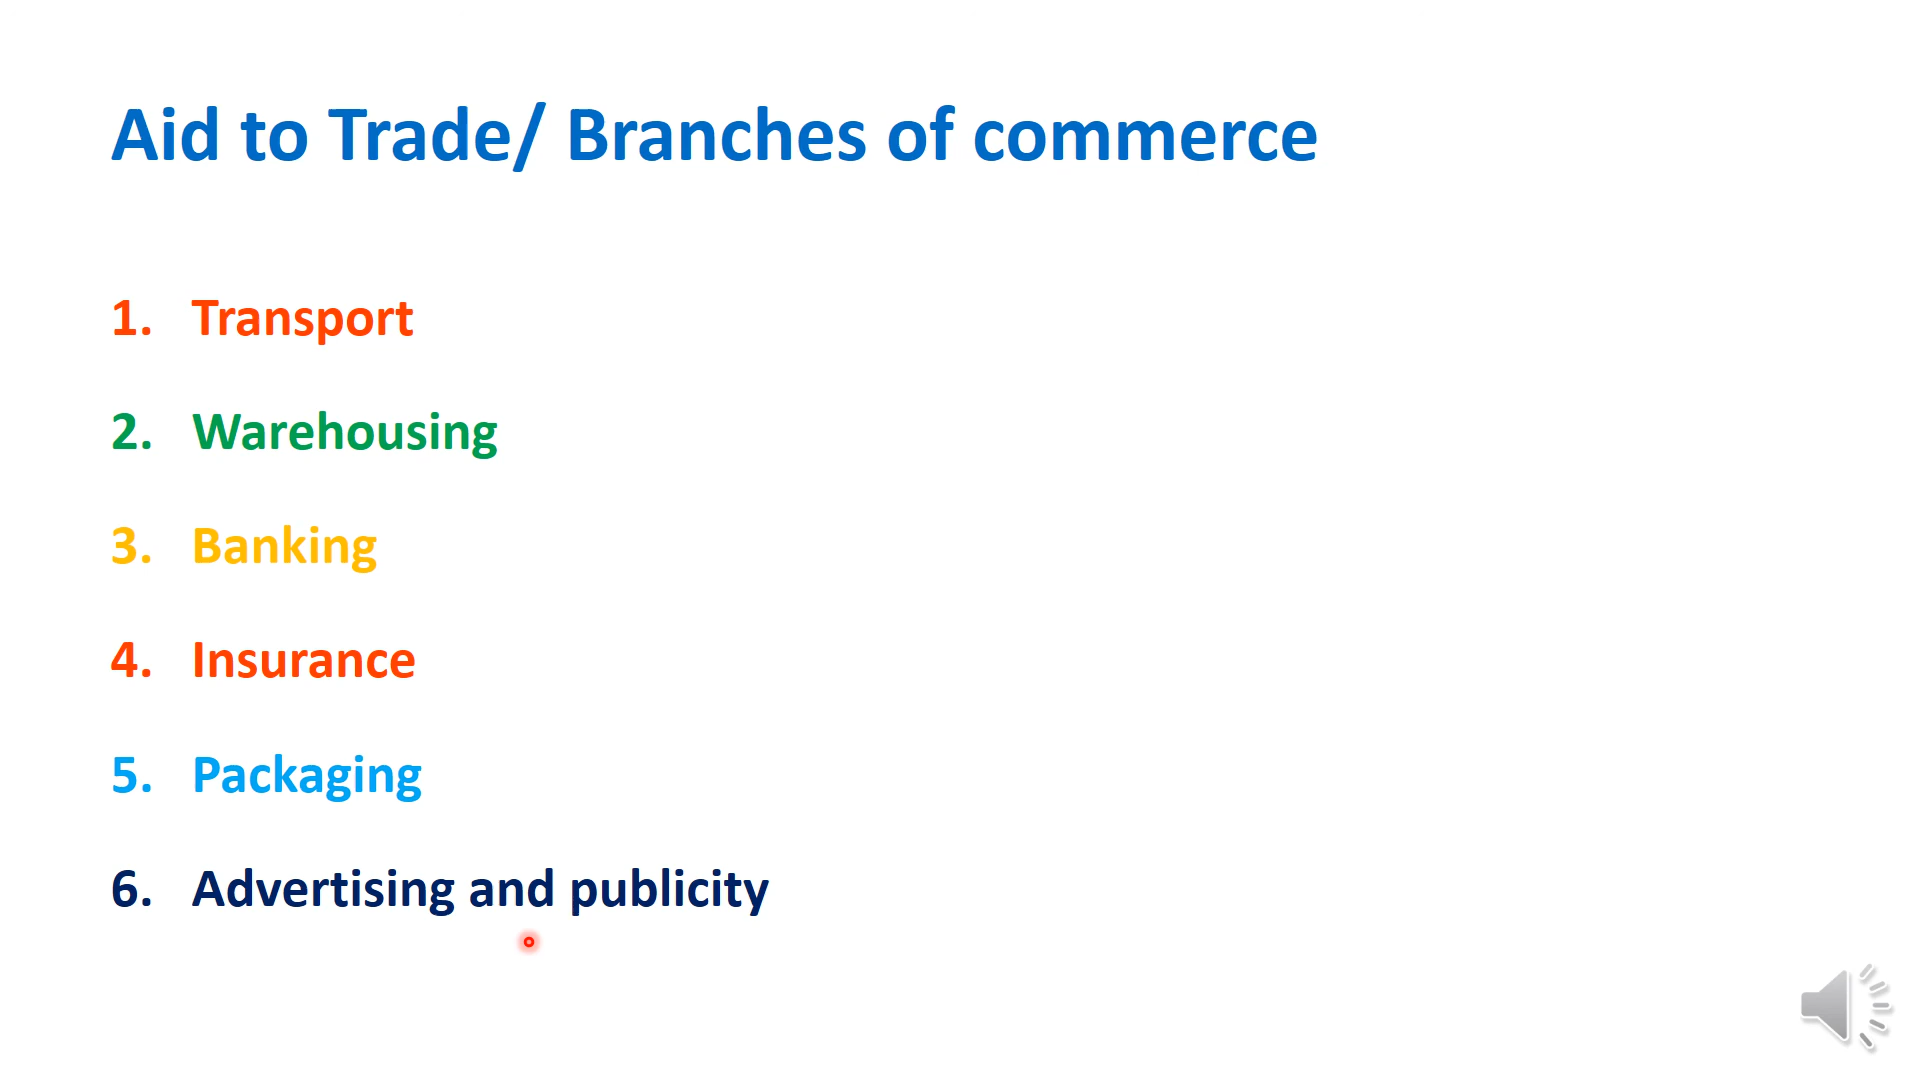 Aid to Trade/ Branches of commerce
1. Transport
2. Warehousing
3. Banking
4. Insurance
5. Packaging
6. Advertising and publicity